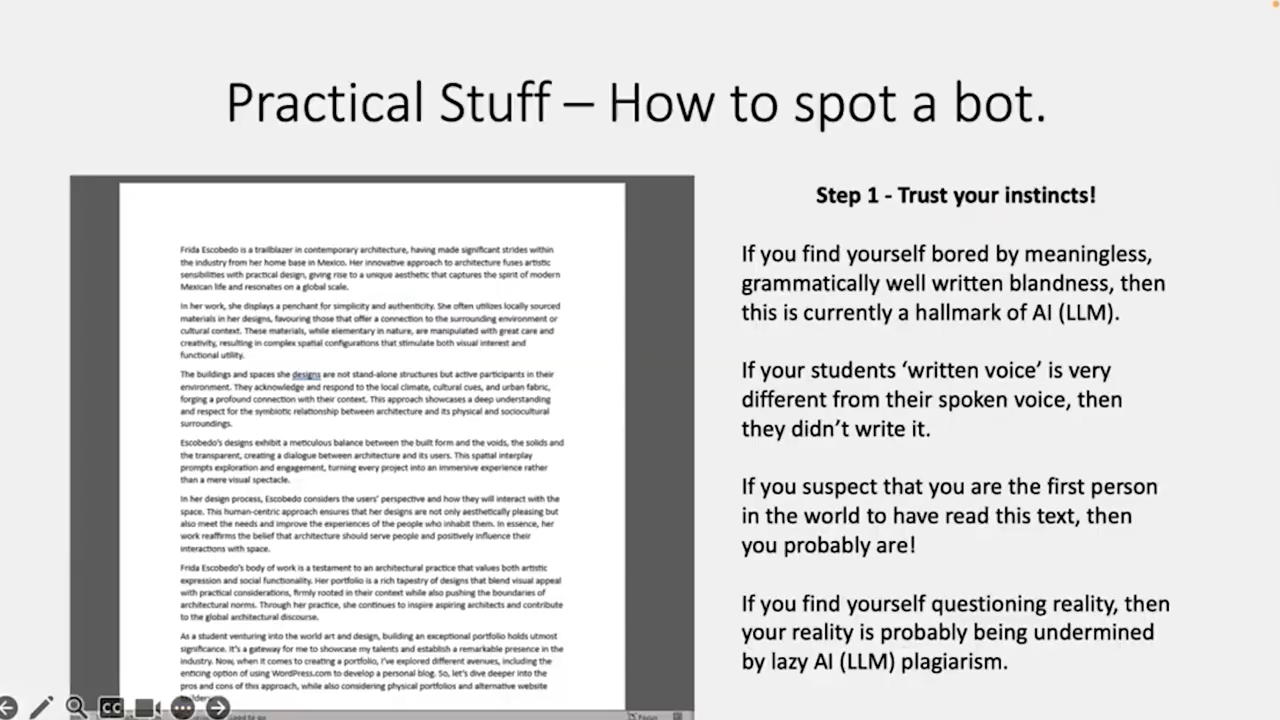 Practical Stuff – How to spot a bot.
Frida Escobedo is a trailblazer in contemporary architecture, having made significant strides within
the industry from her home base in Mexico. Her innovative approach to architecture fuses artistic
sensibilities with practical design, giving rise to a unique aesthetic that captures the spirit of modern
Mexican life and resonates on a global scale.
In her work, she displays a penchant for simplicity and authenticity. She often utilizes locally sourced
materials in her designs, favouring those that offer a connection to the surrounding environment or
cultural context. These materials, while elementary in nature, are manipulated with great care and
creativity, resulting in complex spatial configurations that stimulate both visual interest and
functional utility.
The buildings and spaces she designs are not stand-alone structures but active participants in their
environment. They acknowledge and respond to the local climate, cultural cues, and urban fabric,
forging a profound connection with their context. This approach showcases a deep understanding
and respect for the symbiotic relationship between architecture and its physical and sociocultural
surroundings.
Escobedo's designs exhibit a meticulous balance between the built form and the voids, the solids and
the transparent, creating a dialogue between architecture and its users. This spatial interplay
prompts exploration and engagement, turning every project into an immersive experience rather
than a mere visual spectacle.
In her design process, Escobedo considers the users' perspective and how they will interact with the
space. This human-centric approach ensures that her designs are not only aesthetically pleasing but
also meet the needs and improve the experiences of the people who inhabit them. In essence, her
work reaffirms the belief that architecture should serve people and positively influence their
interactions with space.
Frida Escobedo's body of work is a testament to an architectural practice that values both artistic
expression and social functionality. Her portfolio is a rich tapestry of designs that blend visual appeal
with practical considerations, firmly rooted in their context while also pushing the boundaries of
architectural norms. Through her practice, she continues to inspire aspiring architects and contribute
to the global architectural discourse.
As a student venturing into the world art and design, building an exceptional portfolio holds utmost
significance. It's a gateway for me to showcase my talents and establish a remarkable presence in the
industry. Now, when it comes to creating a portfolio, I've explored different avenues, including the
enticing option of using WordPress.com to develop a personal blog. So, let's dive deeper into the
pros and cons of this approach, while also considering physical portfolios and alternative website
Step 1 - Trust your instincts!
If you find yourself bored by meaningless,
grammatically well written blandness, then
this is currently a hallmark of AI (LLM).
If your students ‘written voice’ is very
different from their spoken voice, then
they didn’t write it.
If you suspect that you are the first person
in the world to have read this text, then
you probably are!
If you find yourself questioning reality, then
your reality is probably being undermined
by lazy AI (LLM) plagiarism.
CC
Focus